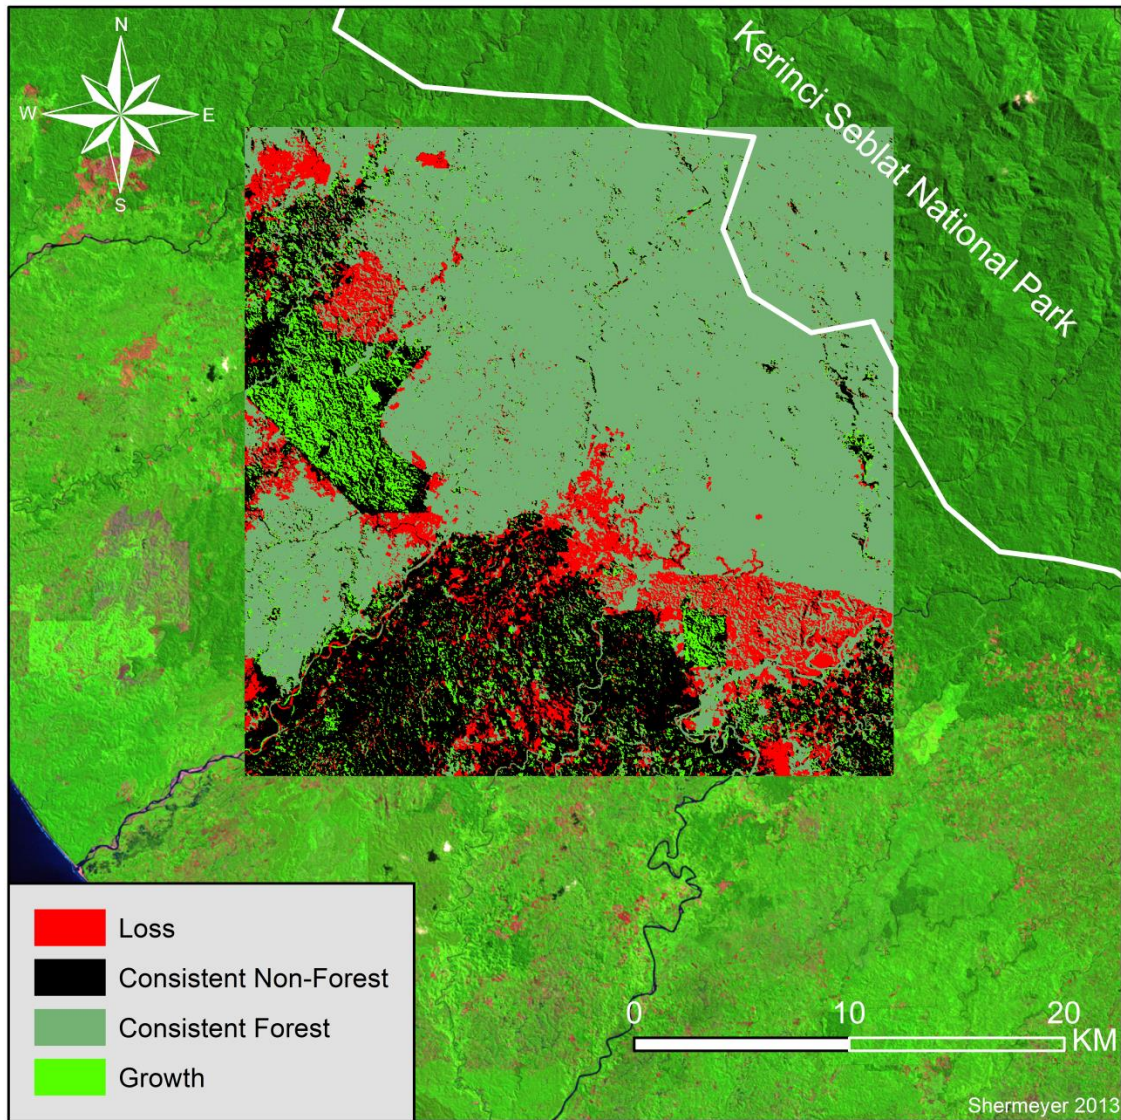 N
W
E
S
Kerinci Seblat National Park
Loss
Consistent Non-Forest
Consistent Forest
Growth
0 10 20
KM
Shermeyer 2013